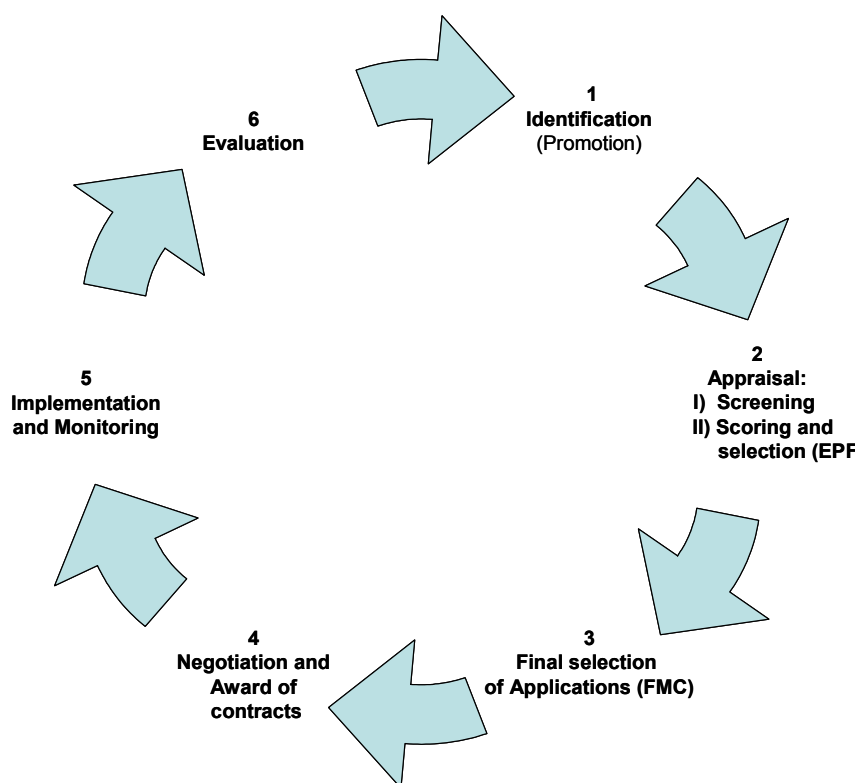 1
Identification
(Promotion)
2
Appraisal:
I) Screening
II) Scoring and
selection (EPF
3
Final selection
of Applications (FMC)
4
Negotiation and
Award of
contracts
5
Implementation
and Monitoring
6
Evaluation